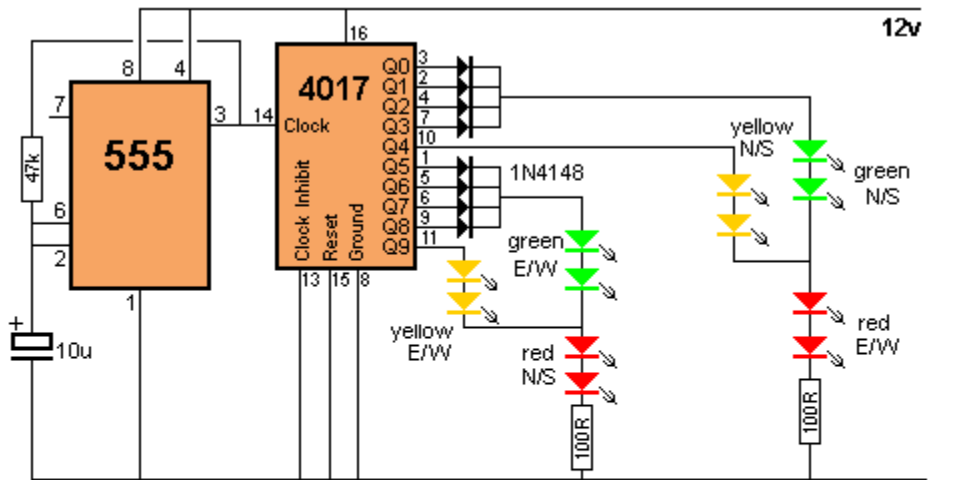 12v
16
8
4
7
555
3
14
47k
6
2
1
+
10u
4017
Clock
Clock Inhibit
Reset
Ground
Q0
Q1
Q2
Q3
Q4
Q5
Q6
Q7
Q8
Q9
3
2
4
7
10
1
5
6
9
11
13
15
8
1N4148
yellow
N/S
green
N/S
green
E/W
yellow
E/W
red
N/S
red
E/W
100R
100R